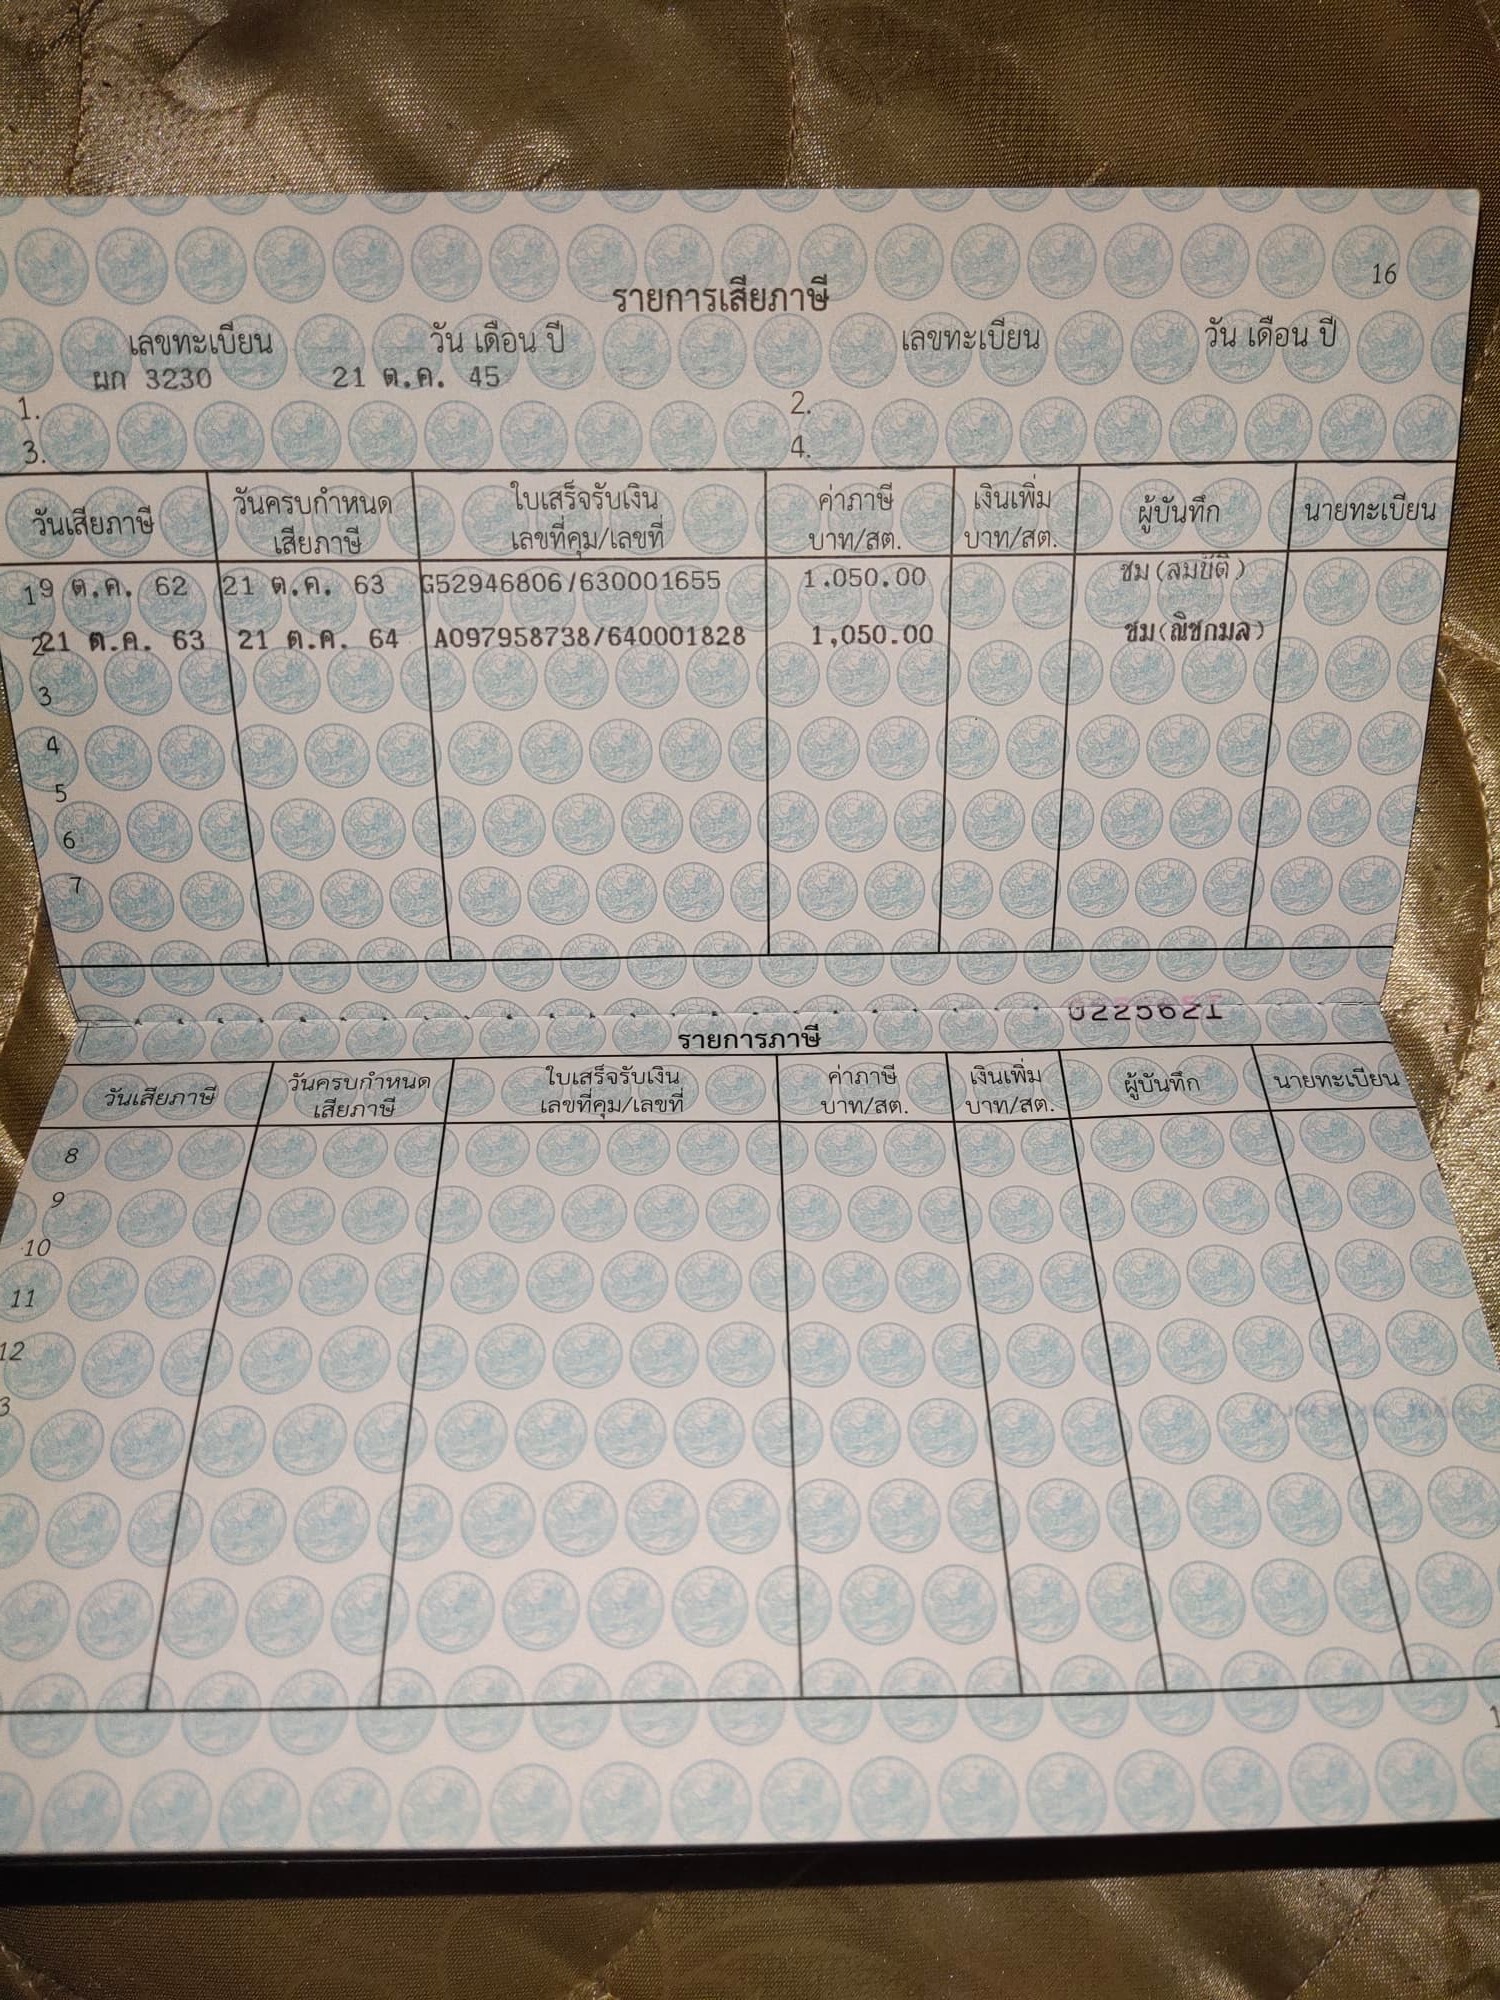 16
รายการเสียภาษี
เลขทะเบียน วัน เดือน ปี เลขทะเบียน วัน เดือน ปี
ผก 3230 21 ต.ค. 45
1. 2.
3. 4.
วันเสียภาษี วันครบกำหนดเสียภาษี ใบเสร็จรับเงิน เลขที่คุม/เลขที่ ค่าภาษี บาท/สต. เงินเพิ่ม บาท/สต. ผู้บันทึก นายทะเบียน
1 9 ต.ค. 62 21 ต.ค. 63 G52946806/630001655 1.050.00 ชม(สมบัติ)
2 21 ต.ค. 63 21 ต.ค. 64 A097958738/640001828 1,050.00 ชม(ณิชกมล)
3
4
5
6
7
0225621
รายการภาษี
วันเสียภาษี วันครบกำหนดเสียภาษี ใบเสร็จรับเงิน เลขที่คุม/เลขที่ ค่าภาษี บาท/สต. เงินเพิ่ม บาท/สต. ผู้บันทึก นายทะเบียน
8
9
10
11
12
3
1